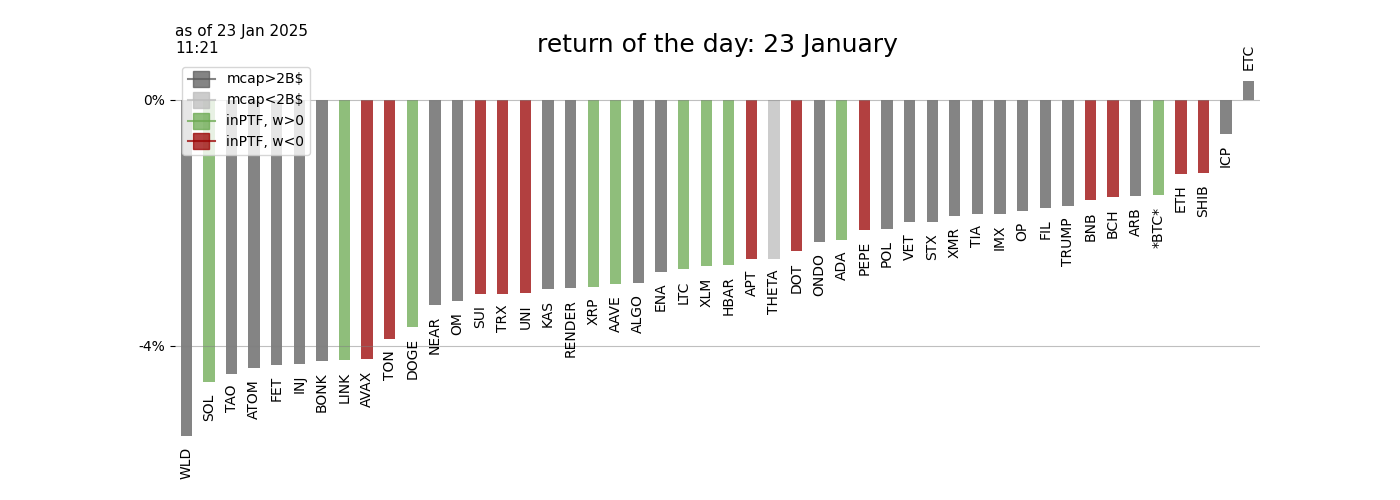 as of 23 Jan 2025
11:21
return of the day: 23 January
mcap>2B$
mcap<2B$
inPTF, w>0
inPTF, w<0
0%
-4%
WLD
SOL
TAO
ATOM
FET
INJ
BONK
LINK
AVAX
TON
DOGE
NEAR
OM
SUI
TRX
UNI
KAS
RENDER
XRP
AAVE
ALGO
ENA
LTC
XLM
HBAR
APT
THETA
DOT
ONDO
ADA
PEPE
POL
VET
STX
XMR
TIA
IMX
OP
FIL
TRUMP
BNB
BCH
ARB
*BTC*
ETH
SHIB
ICP
ETC